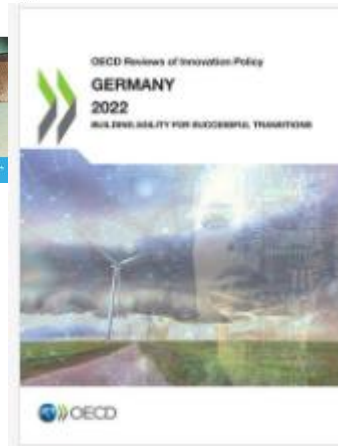 OECD Reviews of Innovation Policy
GERMANY
2022
BUILDING AGILITY FOR SUCCESSFUL TRANSITIONS
OECD